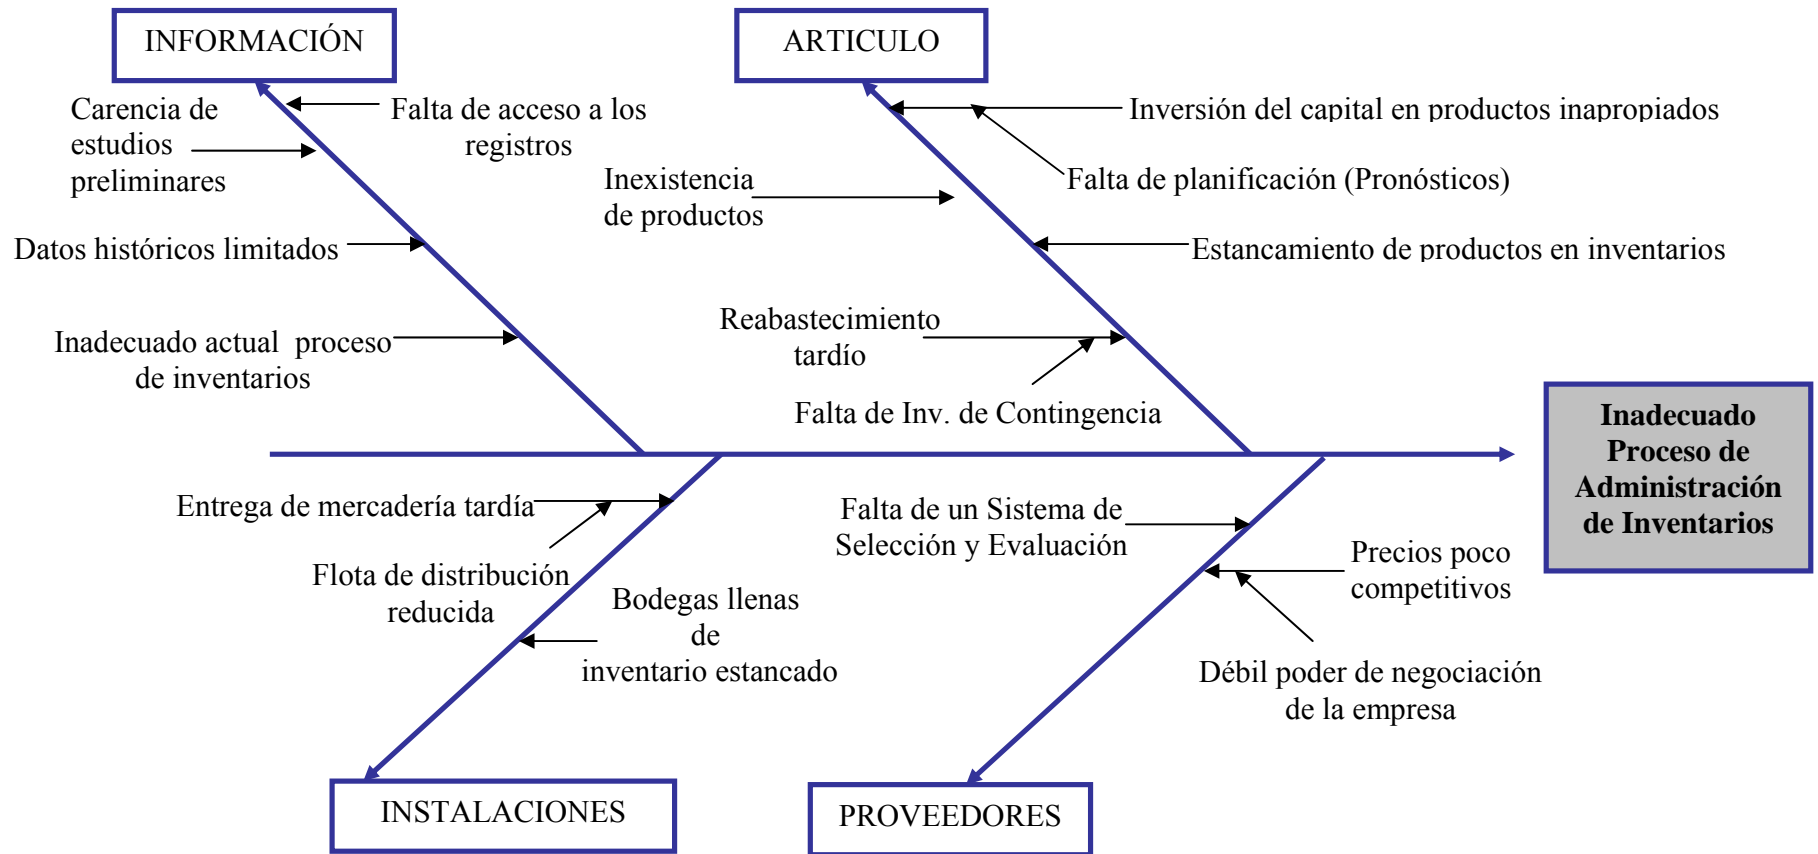 INFORMACIÓN
ARTICULO
Carencia de
estudios
preliminares
Falta de acceso a los
registros
Datos históricos limitados
Inadecuado actual proceso
de inventarios
Inversión del capital en productos inapropiados
Falta de planificación (Pronósticos)
Inexistencia
de productos
Estancamiento de productos en inventarios
Reabastecimiento
tardío
Falta de Inv. de Contingencia
Inadecuado
Proceso de
Administración
de Inventarios
Entrega de mercadería tardía
Flota de distribución
reducida
Bodegas llenas
de
inventario estancado
Falta de un Sistema de
Selección y Evaluación
Precios poco
competitivos
Débil poder de negociación
de la empresa
INSTALACIONES
PROVEEDORES